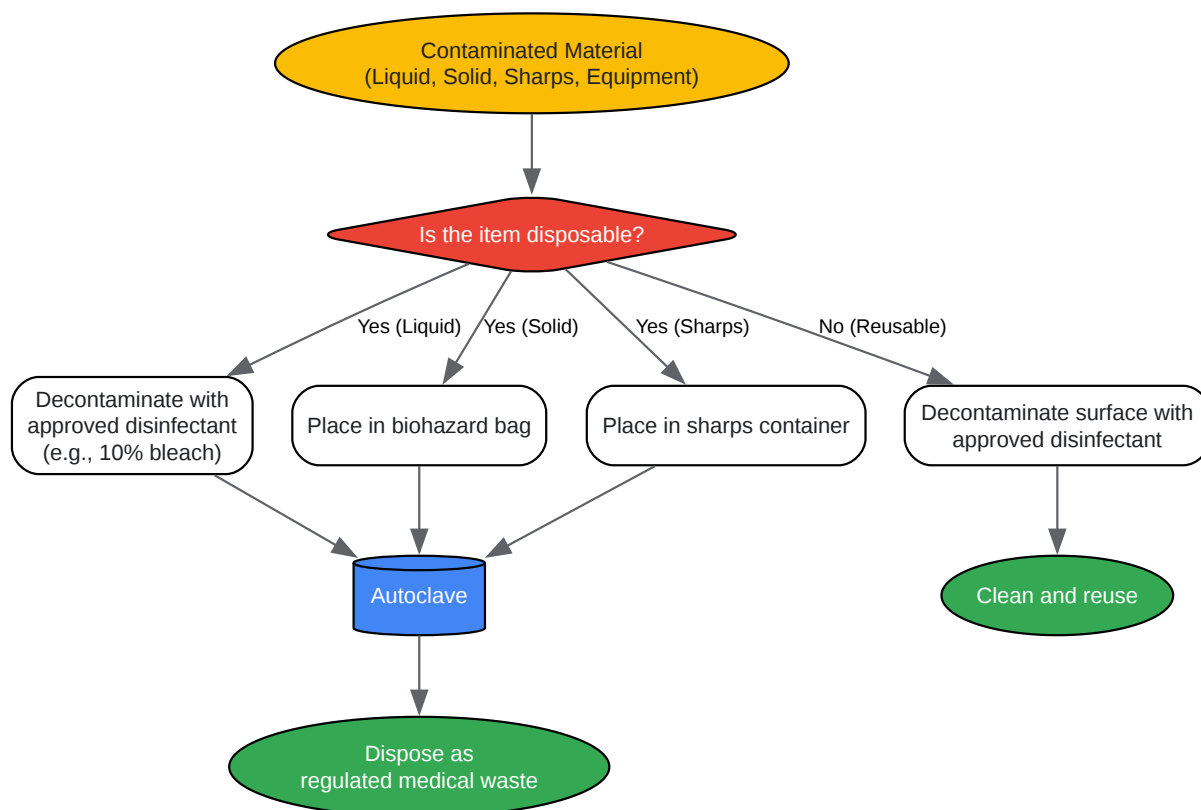 Contaminated Material
(Liquid, Solid, Sharps, Equipment)
Is the item disposable?
Yes (Liquid)
Yes (Solid)
Yes (Sharps)
No (Reusable)
Decontaminate with
approved disinfectant
(e.g., 10% bleach)
Place in biohazard bag
Place in sharps container
Decontaminate surface with
approved disinfectant
Autoclave
Clean and reuse
Dispose as
regulated medical waste